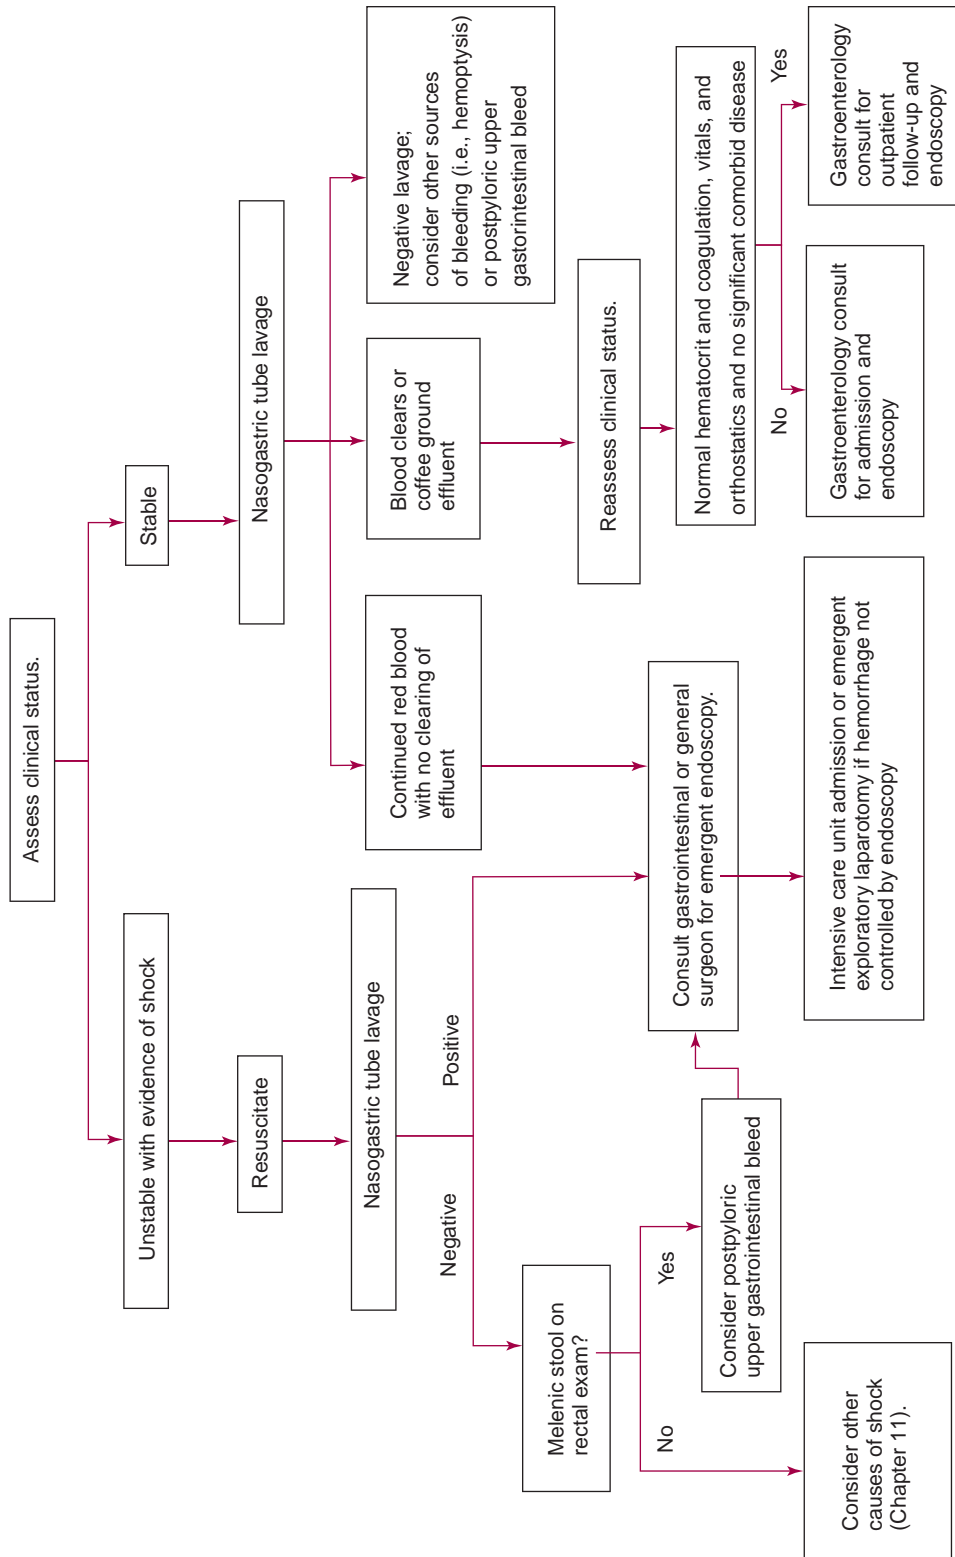 Assess clinical status.
Unstable with evidence of shock
Stable
Resuscitate
Nasogastric tube lavage
Nasogastric tube lavage
Negative
Positive
Continued red blood
with no clearing of
effluent
Blood clears or
coffee ground
effluent
Negative lavage;
consider other sources
of bleeding (i.e., hemoptysis)
or postpyloric upper
gastorintestinal bleed
Melenic stool on
rectal exam?
Reassess clinical status.
No
Yes
Consult gastrointestinal or general
surgeon for emergent endoscopy.
Normal hematocrit and coagulation, vitals, and
orthostatics and no significant comorbid disease
Consider postpyloric
upper gastrointestinal bleed
No
Yes
Consider other
causes of shock
(Chapter 11).
Intensive care unit admission or emergent
exploratory laparotomy if hemorrhage not
controlled by endoscopy
Gastroenterology consult
for admission and
endoscopy
Gastroenterology
consult for
outpatient
follow-up and
endoscopy